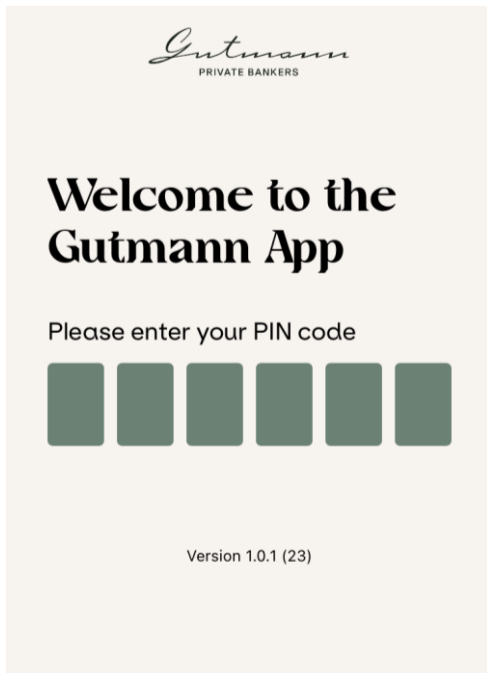 Gutmann
PRIVATE BANKERS
Welcome to the
Gutmann App
Please enter your PIN code
Version 1.0.1 (23)